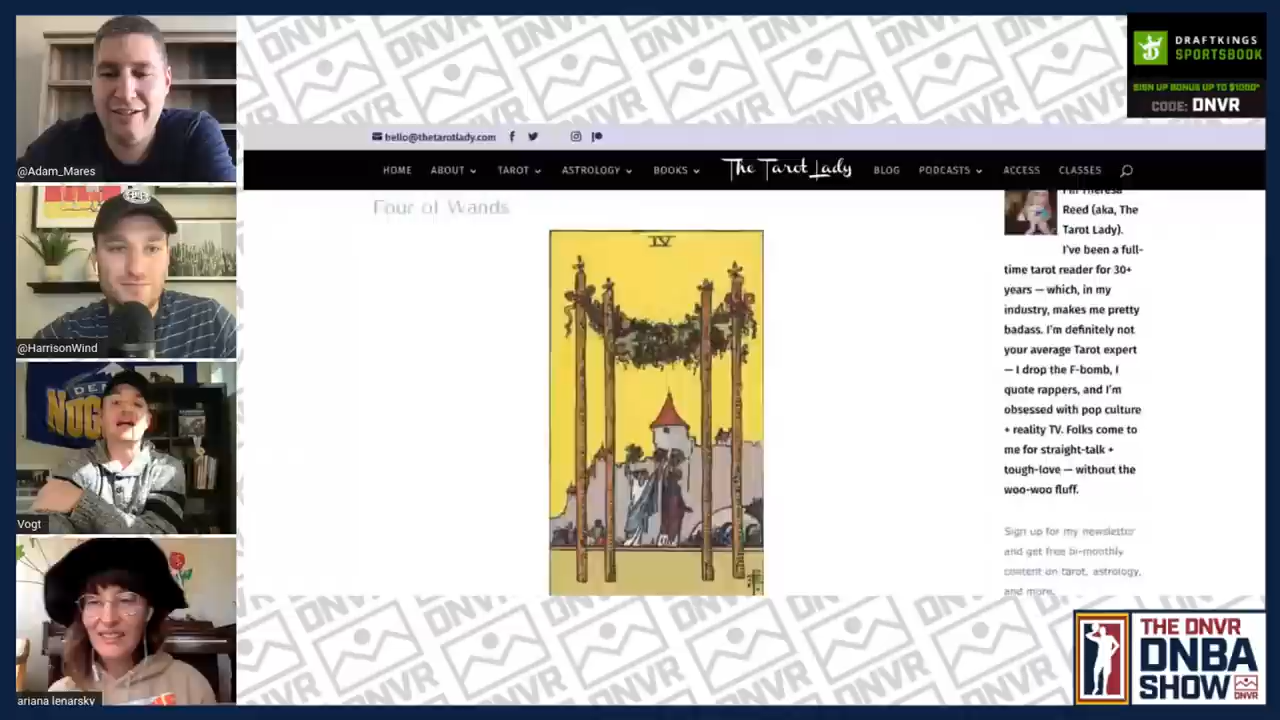 @Adam_Mares
@HarrisonWind
DEN
NUGG
Vogt
ariana lenarsky
DRAFTKINGS
SPORTSBOOK
SIGN UP BONUS UP TO $1000*
CODE: DNVR
hello@thetarotlady.com
HOME
ABOUT
TAROT
ASTROLOGY
BOOKS
The Tarot Lady
BLOG
PODCASTS
ACCESS
CLASSES
Four of Wands
IV
I'm Theresa
Reed (aka, The
Tarot Lady).
I've been a full-
time tarot reader for 30+
years — which, in my
industry, makes me pretty
badass. I'm definitely not
your average Tarot expert
— I drop the F-bomb, I
quote rappers, and I'm
obsessed with pop culture
+ reality TV. Folks come to
me for straight-talk +
tough-love — without the
woo-woo fluff.
Sign up for my newsletter
and get free bi-monthly
content on tarot, astrology,
and more.
THE DNVR
DNBA
SHOW
DNVR